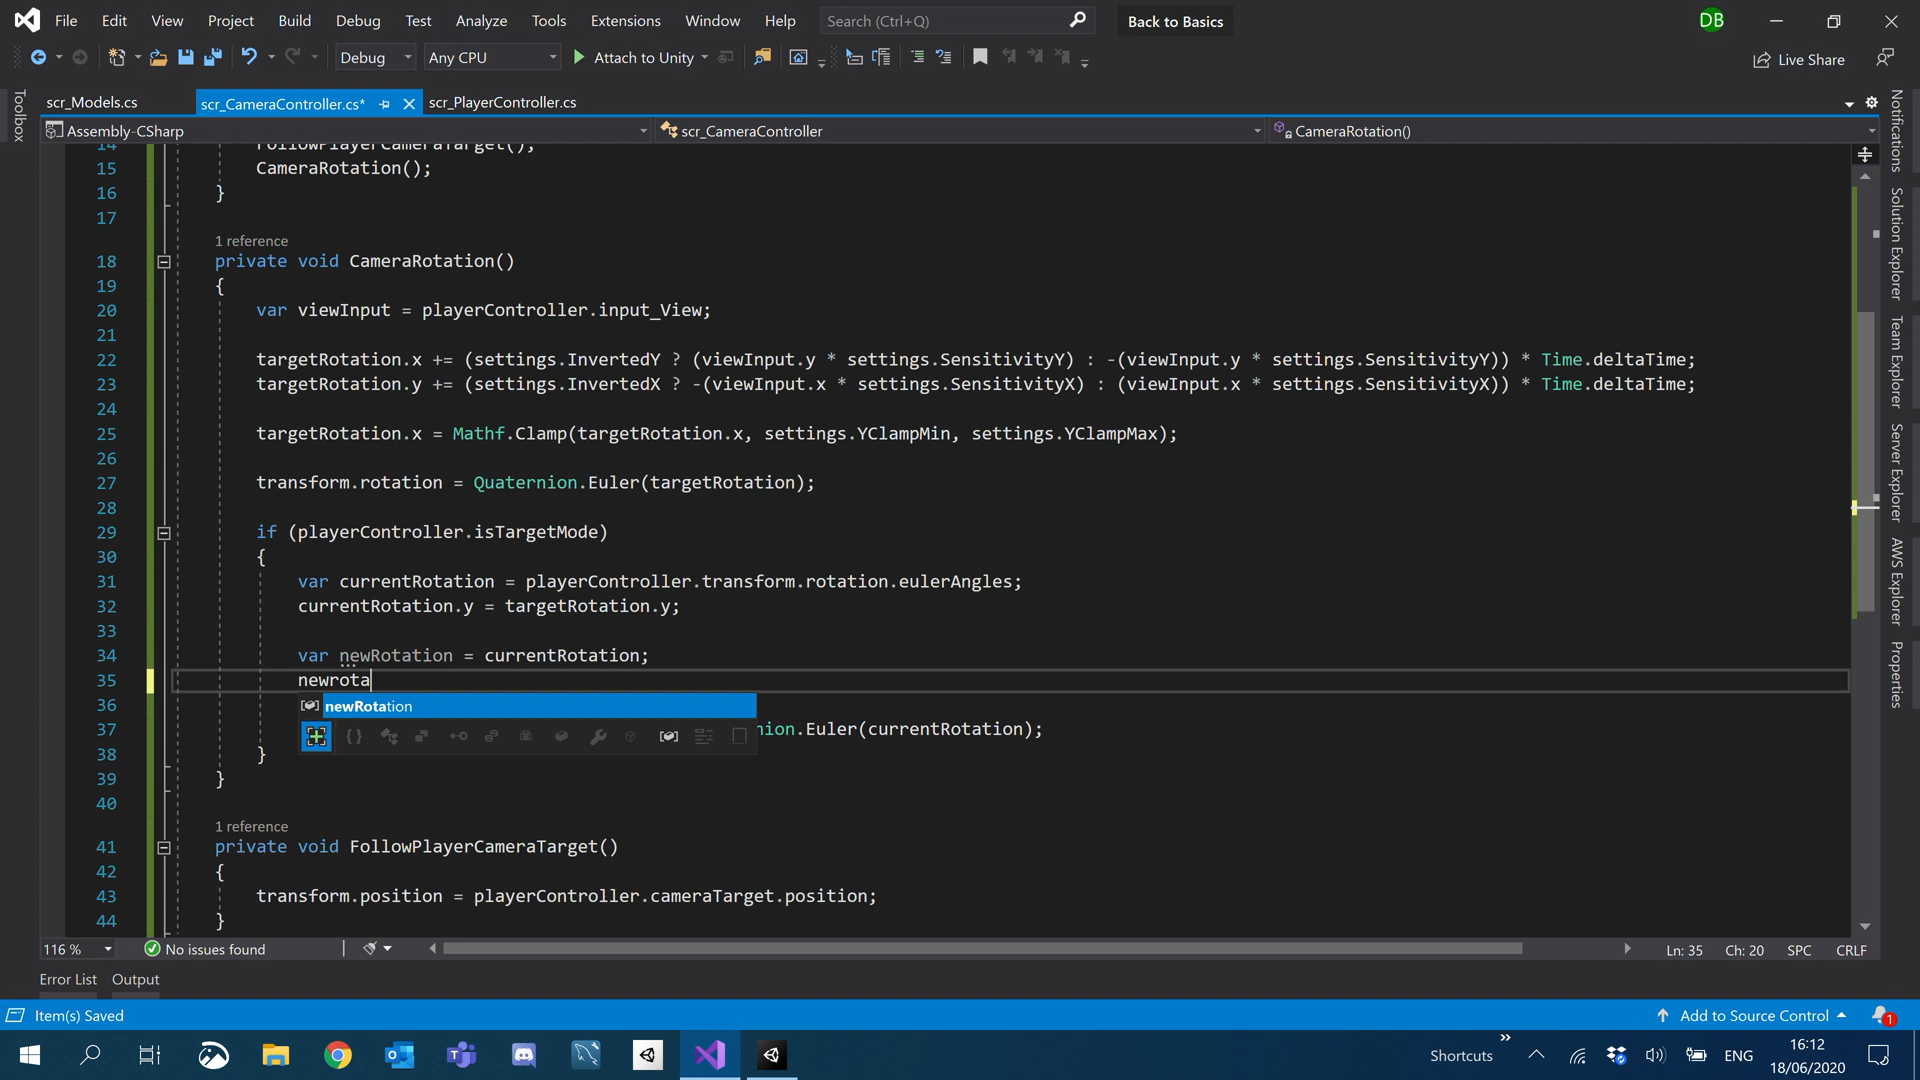 File Edit View Project Build Debug Test Analyze Tools Extensions Window Help Search (Ctrl+Q) Back to Basics DB
Debug Any CPU Attach to Unity Live Share
Toolbox
scr_Models.cs scr_CameraController.cs* scr_PlayerController.cs
Assembly-CSharp scr_CameraController CameraRotation()
14 FollowPlayerCameraTarget();
15 CameraRotation();
16 }
17
1 reference
18 private void CameraRotation()
19 {
20 var viewInput = playerController.input_View;
21
22 targetRotation.x += (settings.InvertedY ? (viewInput.y * settings.SensitivityY) : -(viewInput.y * settings.SensitivityY)) * Time.deltaTime;
23 targetRotation.y += (settings.InvertedX ? -(viewInput.x * settings.SensitivityX) : (viewInput.x * settings.SensitivityX)) * Time.deltaTime;
24
25 targetRotation.x = Mathf.Clamp(targetRotation.x, settings.YClampMin, settings.YClampMax);
26
27 transform.rotation = Quaternion.Euler(targetRotation);
28
29 if (playerController.isTargetMode)
30 {
31 var currentRotation = playerController.transform.rotation.eulerAngles;
32 currentRotation.y = targetRotation.y;
33
34 var newRotation = currentRotation;
35 newrota
36 newRotation
37 nion.Euler(currentRotation);
38 }
39 }
40
1 reference
41 private void FollowPlayerCameraTarget()
42 {
43 transform.position = playerController.cameraTarget.position;
44 }
116 % No issues found Ln: 35 Ch: 20 SPC CRLF
Notifications
Solution Explorer
Team Explorer
Server Explorer
AWS Explorer
Properties
Error List Output
Item(s) Saved Add to Source Control 1
Shortcuts ENG 16:12
18/06/2020